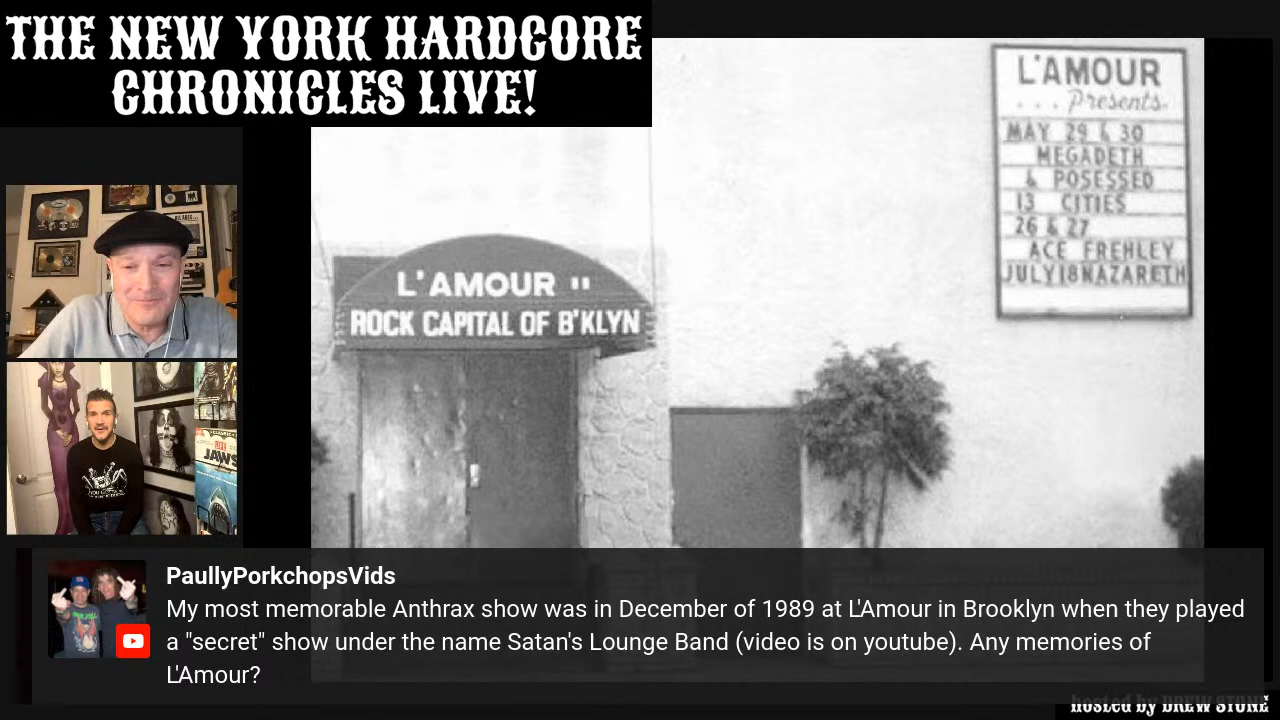 THE NEW YORK HARDCORE
CHRONICLES LIVE!
L'AMOUR
...Presents
MAY 29 & 30
MEGADETH
& POSESSED
13 CITIES
26 & 27
ACE FREHLEY
JULY18NAZARETH
L'AMOUR "
ROCK CAPITAL OF B'KLYN
JAWS
PaullyPorkchopsVids
My most memorable Anthrax show was in December of 1989 at L'Amour in Brooklyn when they played
a "secret" show under the name Satan's Lounge Band (video is on youtube). Any memories of
L'Amour?
hosted by DREW STONE